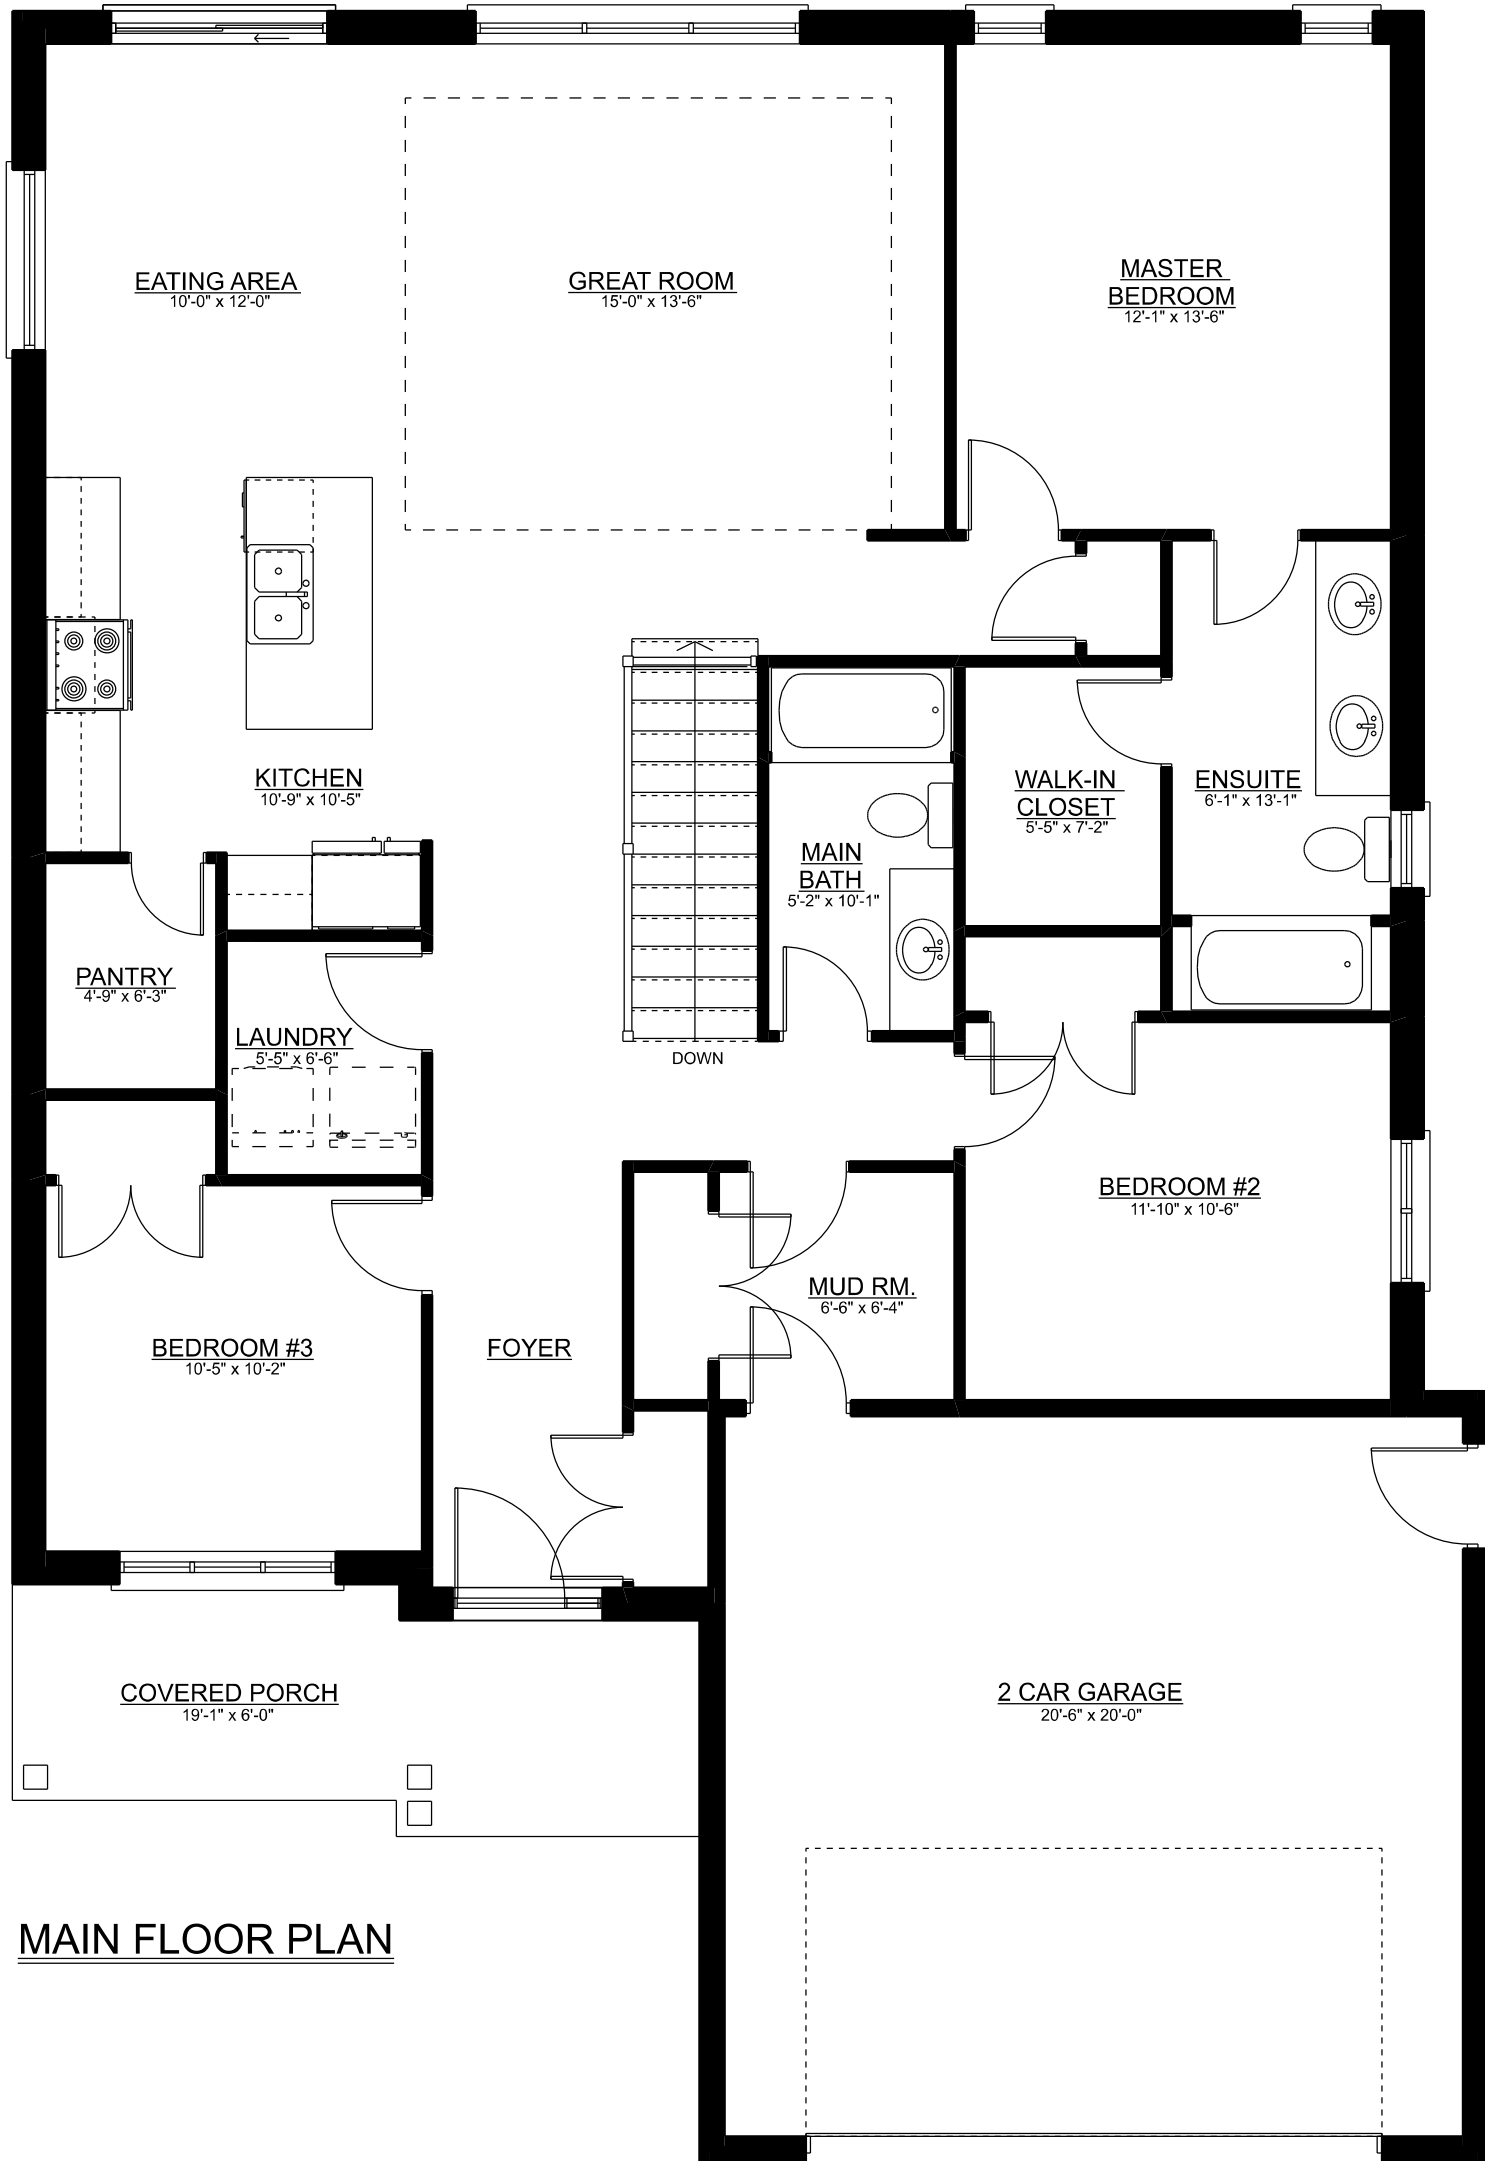 EATING AREA
10'-0" x 12'-0"
GREAT ROOM
15'-0" x 13'-6"
MASTER
BEDROOM
12'-1" x 13'-6"
KITCHEN
10'-9" x 10'-5"
WALK-IN
CLOSET
5'-5" x 7'-2"
ENSUITE
6'-1" x 13'-1"
MAIN
BATH
5'-2" x 10'-1"
PANTRY
4'-9" x 6'-3"
LAUNDRY
5'-5" x 6'-6"
DOWN
BEDROOM #2
11'-10" x 10'-6"
MUD RM.
6'-6" x 6'-4"
BEDROOM #3
10'-5" x 10'-2"
FOYER
COVERED PORCH
19'-1" x 6'-0"
2 CAR GARAGE
20'-6" x 20'-0"
MAIN FLOOR PLAN